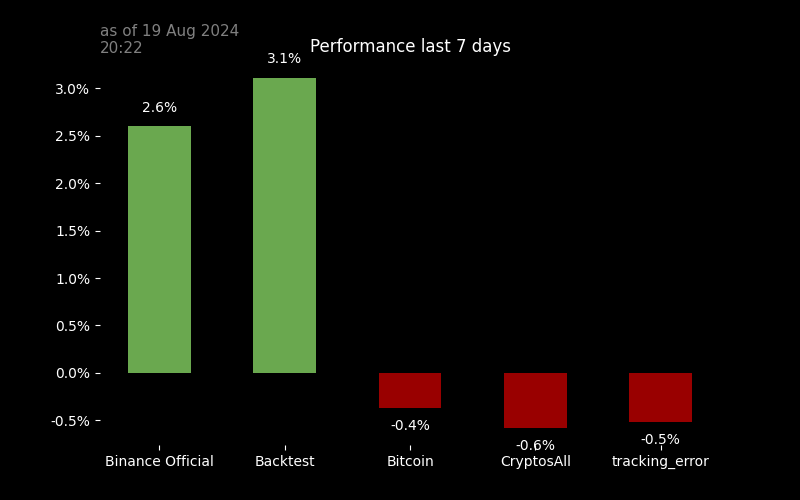 as of 19 Aug 2024
20:22
Performance last 7 days
3.1%
2.6%
3.0%
2.5%
2.0%
1.5%
1.0%
0.5%
0.0%
-0.5%
-0.4%
-0.6%
-0.5%
Binance Official
Backtest
Bitcoin
CryptosAll
tracking_error